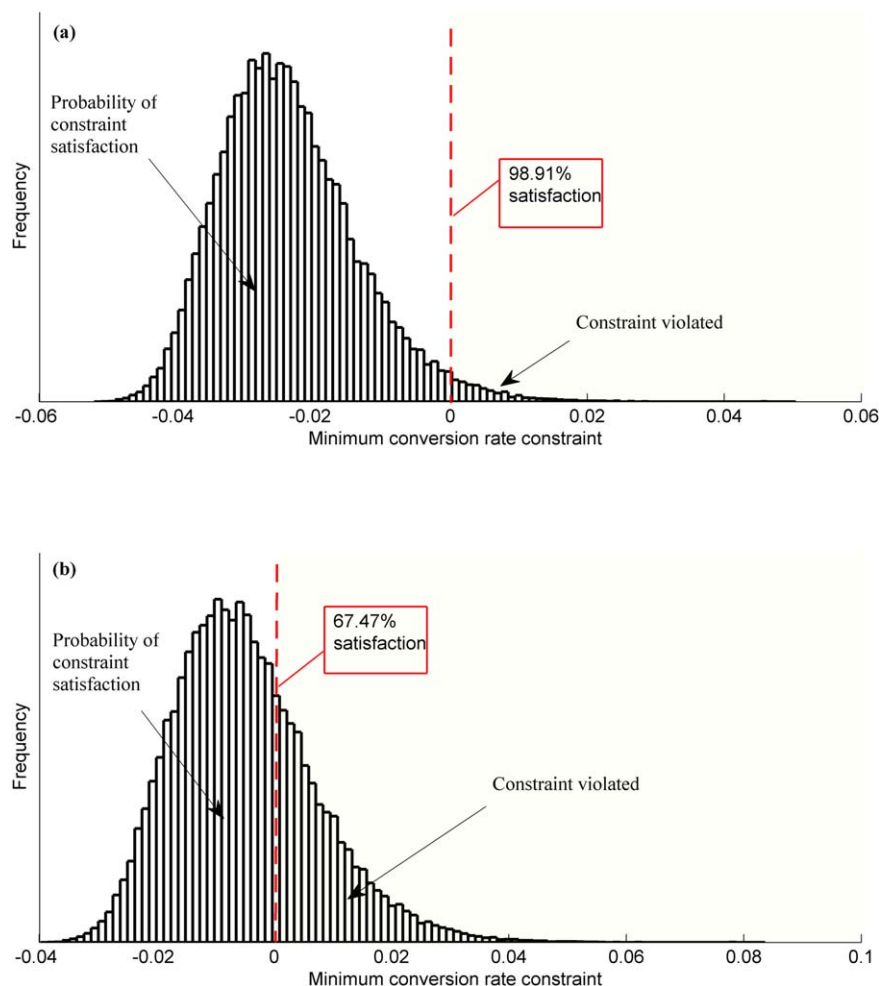 (a)
Probability of
constraint
satisfaction
98.91%
satisfaction
Constraint violated
Frequency
-0.06 -0.04 -0.02 0 0.02 0.04 0.06
Minimum conversion rate constraint
(b)
Probability of
constraint
satisfaction
67.47%
satisfaction
Constraint violated
Frequency
-0.04 -0.02 0 0.02 0.04 0.06 0.08 0.1
Minimum conversion rate constraint